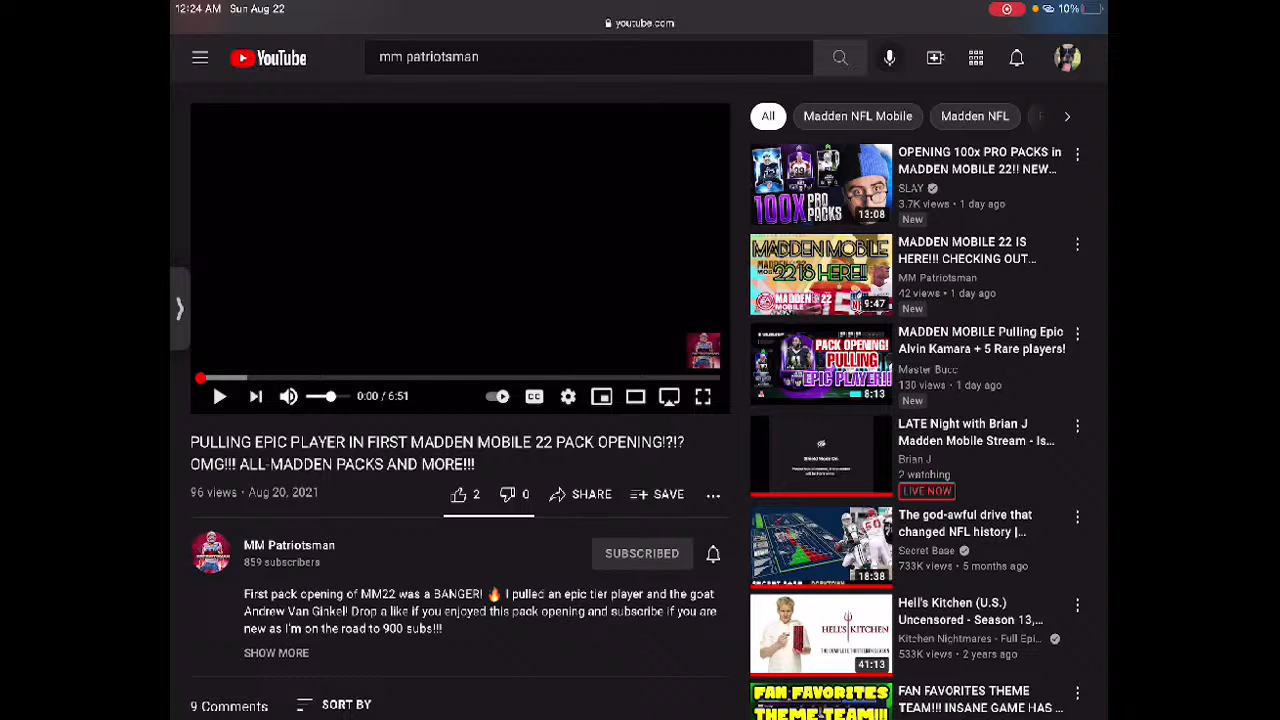 12:24 AM Sun Aug 22
10%
youtube.com
YouTube
mm patriotsman
0:00 / 6:51
CC
PULLING EPIC PLAYER IN FIRST MADDEN MOBILE 22 PACK OPENING!?!?
OMG!!! ALL-MADDEN PACKS AND MORE!!!
96 views • Aug 20, 2021
2
0
SHARE
SAVE
MM Patriotsman
859 subscribers
SUBSCRIBED
First pack opening of MM22 was a BANGER! 🔥 I pulled an epic tier player and the goat
Andrew Van Ginkel! Drop a like if you enjoyed this pack opening and subscribe if you are
new as I'm on the road to 900 subs!!!
SHOW MORE
9 Comments
SORT BY
All
Madden NFL Mobile
Madden NFL
100X PRO
PACKS
13:08
OPENING 100x PRO PACKS in
MADDEN MOBILE 22!! NEW...
SLAY
3.7K views • 1 day ago
New
MADDEN MOBILE
22 IS HERE!!
9:47
MADDEN MOBILE 22 IS
HERE!!! CHECKING OUT...
MM Patriotsman
42 views • 1 day ago
New
PACK OPENING!
PULLING
EPIC PLAYER!!
8:13
MADDEN MOBILE Pulling Epic
Alvin Kamara + 5 Rare players!
Master Bucc
130 views • 1 day ago
New
LATE Night with Brian J
Madden Mobile Stream - Is...
Brian J
2 watching
LIVE NOW
18:38
The god-awful drive that
changed NFL history |...
Secret Base
733K views • 5 months ago
HELL'S KITCHEN
41:13
Hell's Kitchen (U.S.)
Uncensored - Season 13,...
Kitchen Nightmares - Full Epi...
533K views • 2 years ago
FAN FAVORITES
THEME TEAM!!!
FAN FAVORITES THEME
TEAM!!! INSANE GAME HAS ...